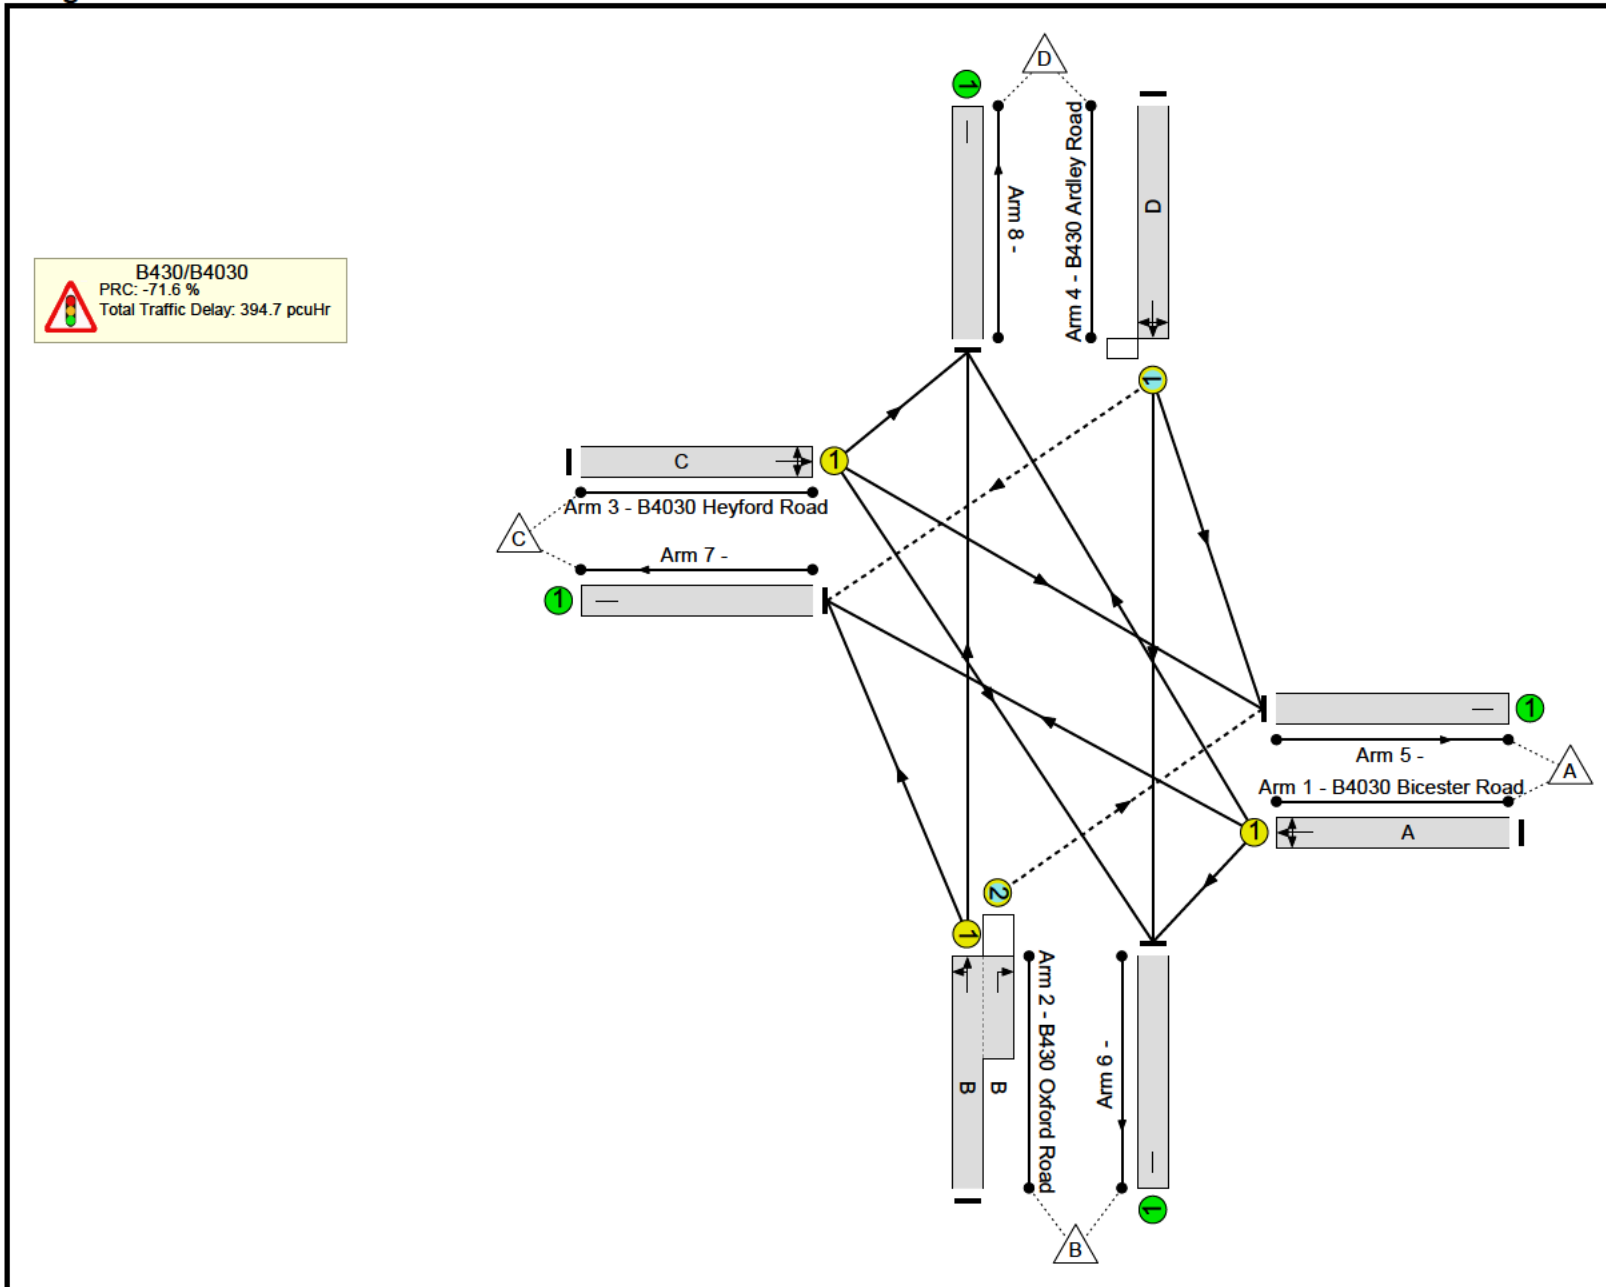 D
1
Arm 8 -
Arm 4 - B430 Ardley Road
D
B430/B4030
PRC: -71.6 %
Total Traffic Delay: 394.7 pcuHr
1
C
1
Arm 3 - B4030 Heyford Road
C
Arm 7 -
1
1
Arm 5 -
A
Arm 1 - B4030 Bicester Road
1
A
2
1
Arm 2 - B430 Oxford Road
Arm 6 -
B
B
1
B